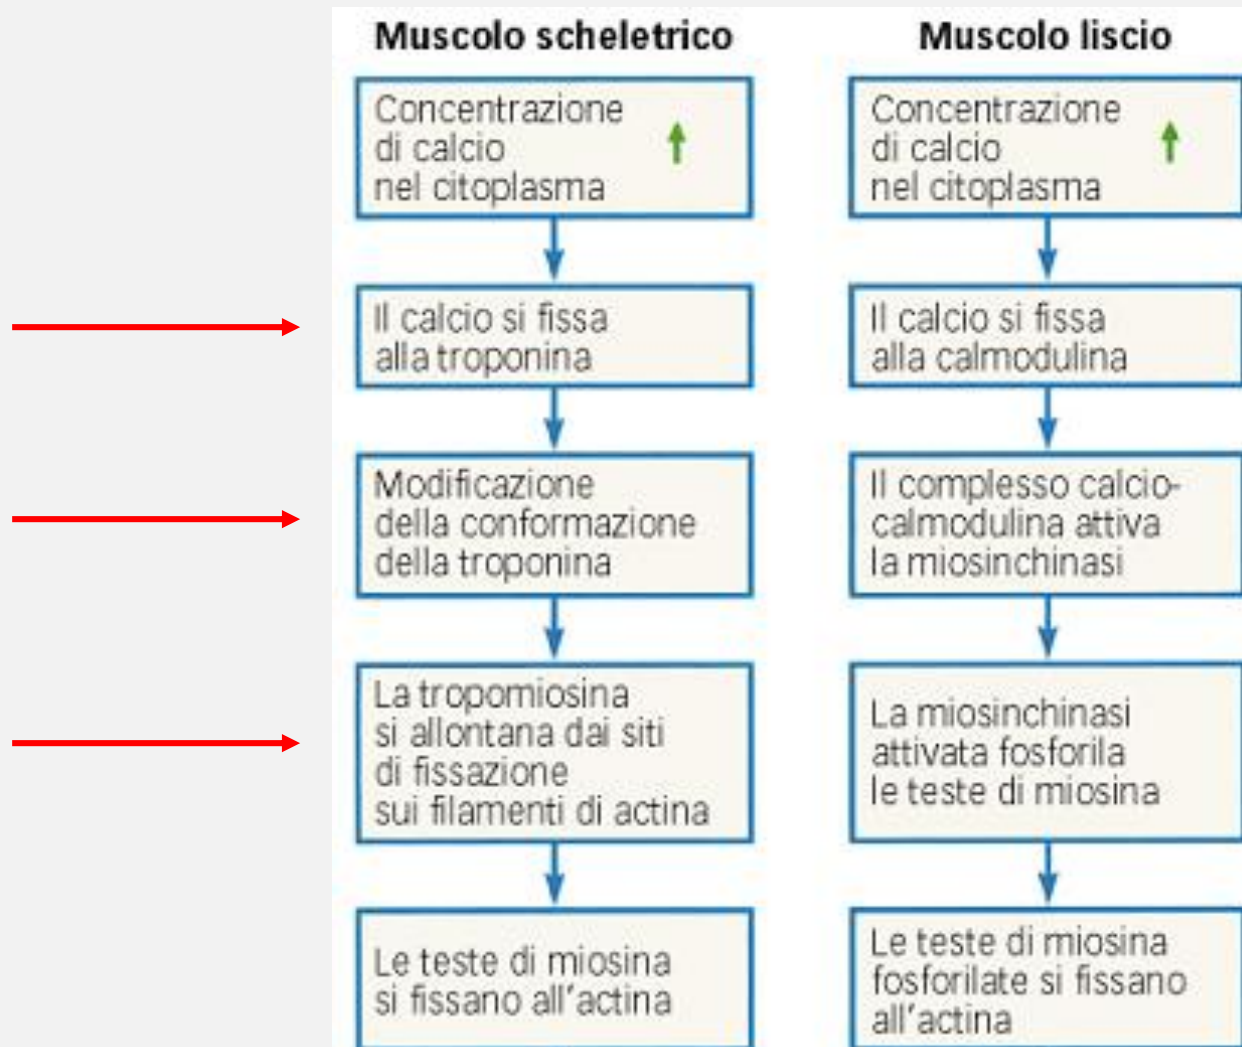 Muscolo scheletrico
Concentrazione
di calcio
nel citoplasma
Il calcio si fissa
alla troponina
Modificazione
della conformazione
della troponina
La tropomiosina
si allontana dai siti
di fissazione
sui filamenti di actina
Le teste di miosina
si fissano all'actina
Muscolo liscio
Concentrazione
di calcio
nel citoplasma
Il calcio si fissa
alla calmodulina
Il complesso calcio-
calmodulina attiva
la miosinchinasi
La miosinchinasi
attivata fosforila
le teste di miosina
Le teste di miosina
fosforilate si fissano
all'actina